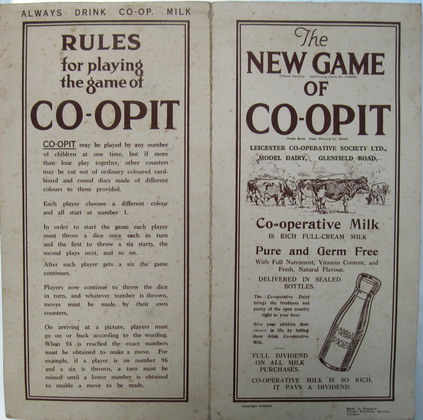 ALWAYS DRINK CO-OP. MILK
RULES
for playing
the game of
CO-OPIT
CO-OPIT may be played by any number
of children at one time, but if more
than four play together, other counters
may be cut out of ordinary coloured card-
board and round discs made of different
colours to those provided.
Each player chooses a different colour
and all start at number 1.
In order to start the game each player
must throw a dice once each in turn
and the first to throw a six starts, the
second plays next, and so on.
After each player gets a six the game
continues.
Players now continue to throw the dice
in turn, and whatever number is thrown,
moves must be made by their own
counters.
On arriving at a picture, players must
go on or back according to the wording.
When 94 is reached the exact numbers
must be obtained to make a move. For
example, if a player is on number 96
and a six is thrown, a turn must be
missed until a lower number is obtained
to enable a move to be made.
The
NEW GAME
OF
CO-OPIT
LEICESTER CO-OPERATIVE SOCIETY LTD.,
MODEL DAIRY, GLENFIELD ROAD.
Co-operative Milk
IS RICH FULL-CREAM MILK
Pure and Germ Free
With Full Nutriment, Vitamin Content, and
Fresh, Natural Flavour.
DELIVERED IN SEALED
BOTTLES.
The Co-operative Dairy
brings the freshness and
purity of the open country
right to your door.
Give your children that
chance in life by letting
them drink Co-operative
Milk.
FULL DIVIDEND
ON ALL MILK
PURCHASES.
CO-OPERATIVE MILK IS SO RICH.
IT PAYS A DIVIDEND.